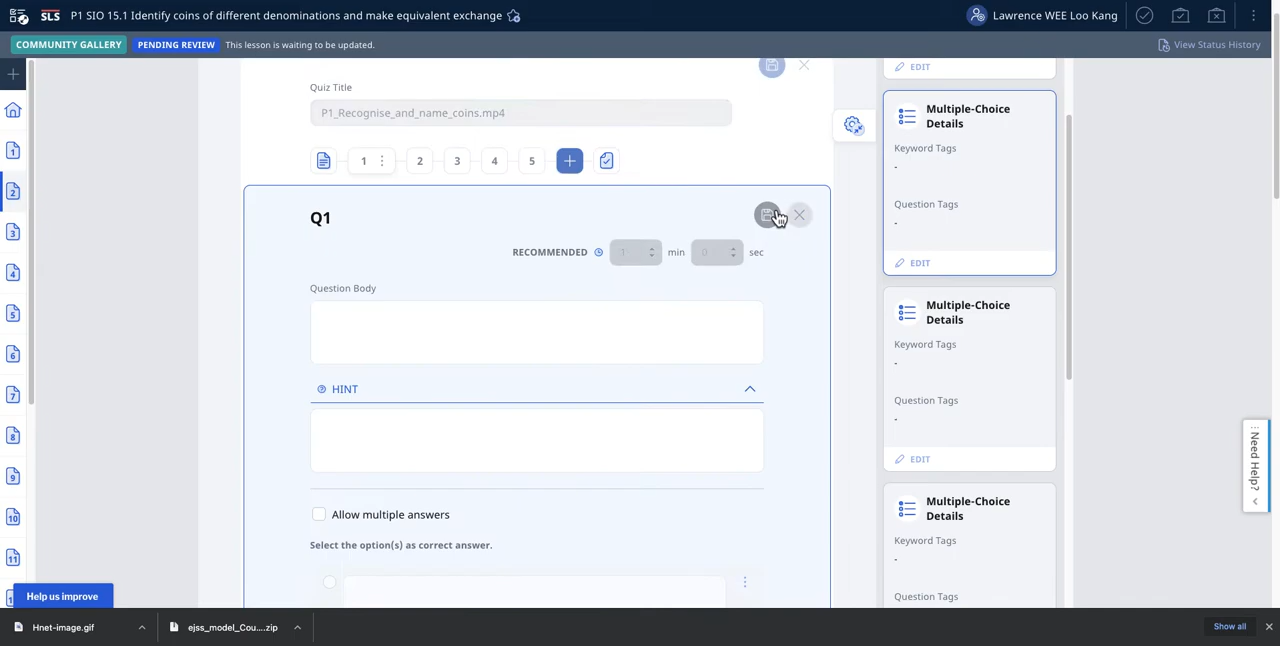 SLS P1 SIO 15.1 Identify coins of different denominations and make equivalent exchange
Lawrence WEE Loo Kang
COMMUNITY GALLERY PENDING REVIEW This lesson is waiting to be updated.
View Status History
Quiz Title
P1_Recognise_and_name_coins.mp4
1 2 3 4 5
Q1
RECOMMENDED 1 min 0 sec
Question Body
HINT
Allow multiple answers
Select the option(s) as correct answer.
EDIT
Multiple-Choice
Details
Keyword Tags
-
Question Tags
-
EDIT
Multiple-Choice
Details
Keyword Tags
-
Question Tags
-
EDIT
Multiple-Choice
Details
Keyword Tags
-
Question Tags
1
2
3
4
5
6
7
8
9
10
11
Need Help?
Help us improve
Hnet-image.gif
ejss_model_Cou....zip
Show all